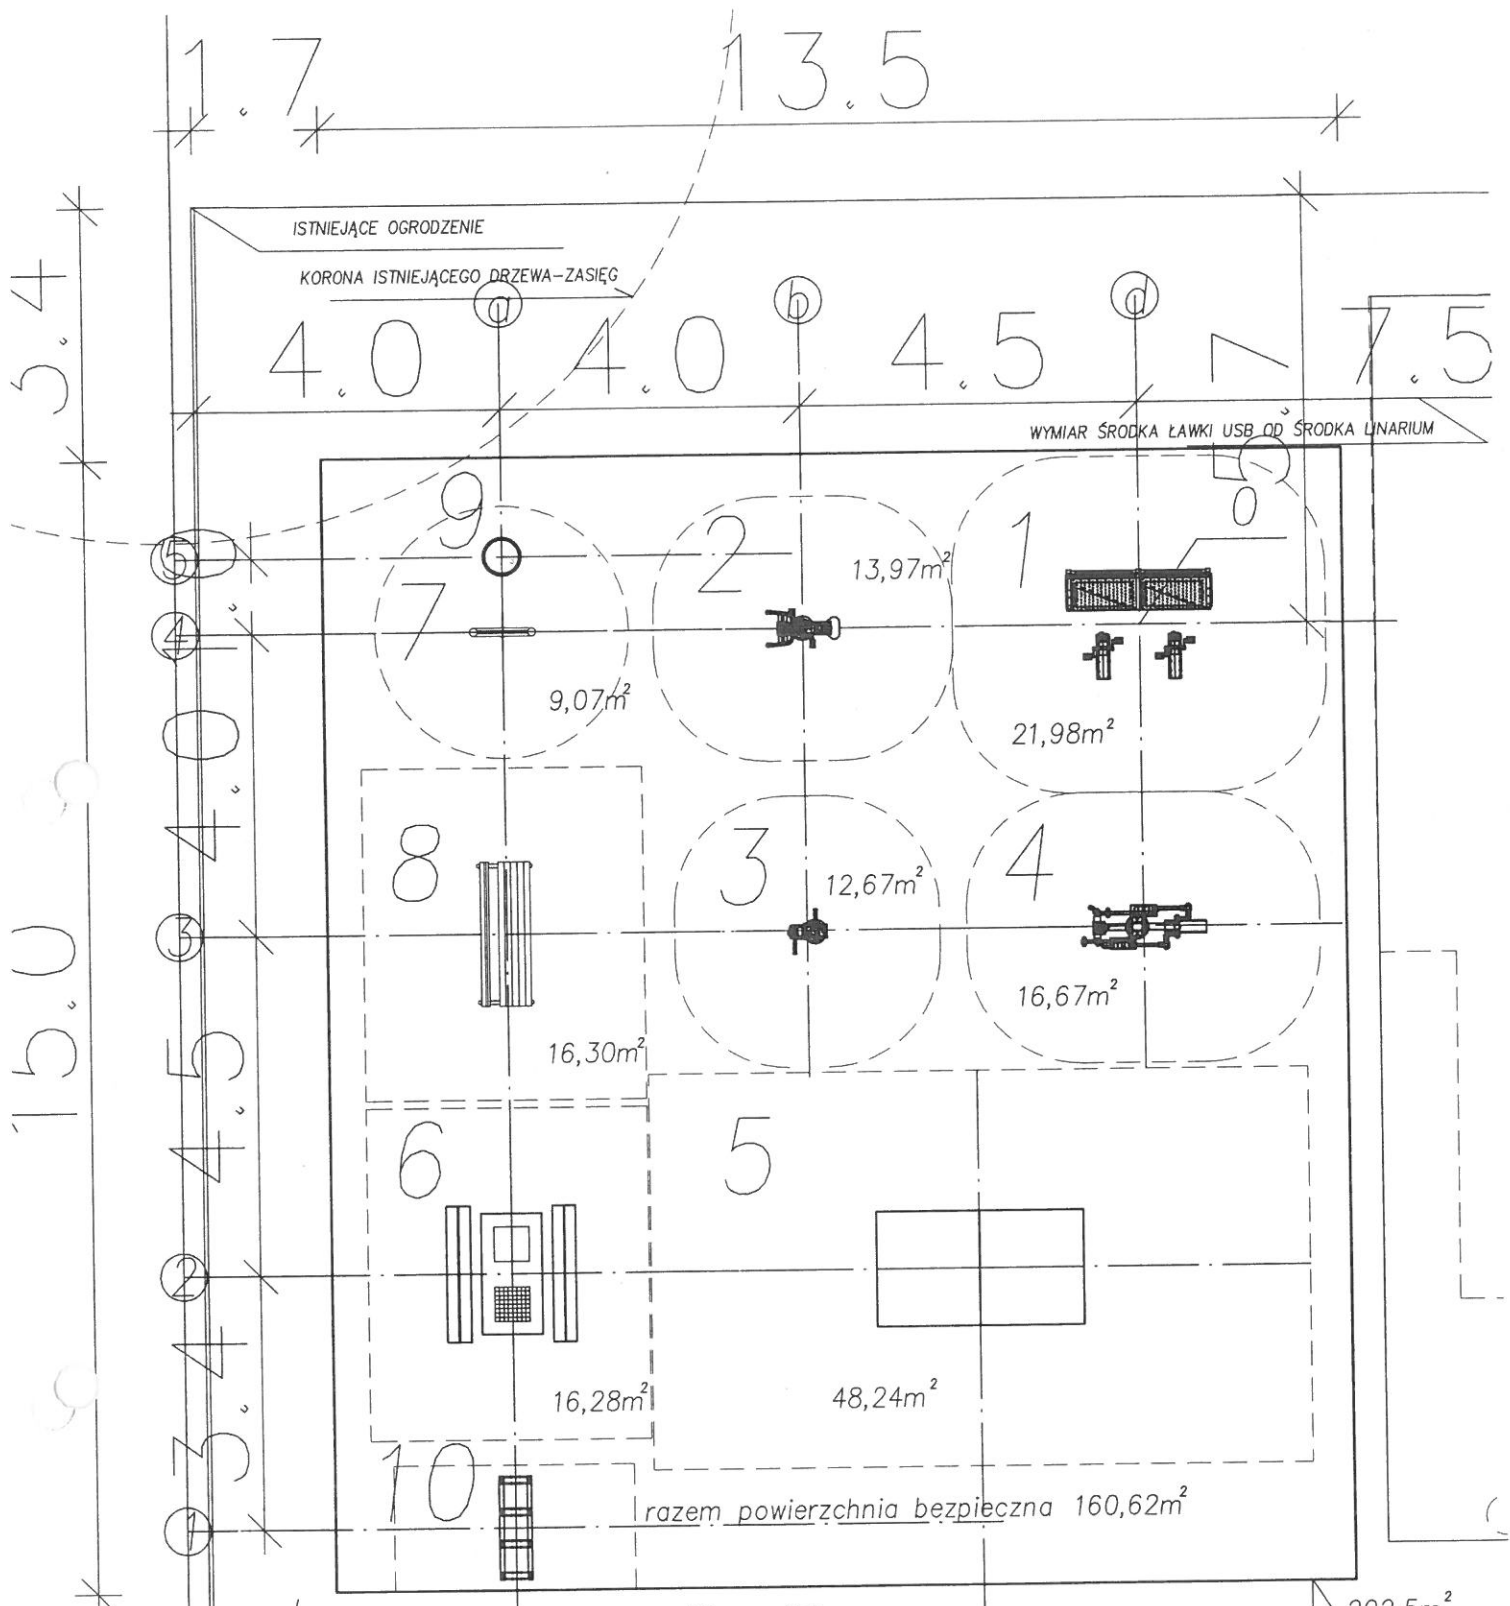 1.7
13.5
ISTNIEJĄCE OGRODZENIE
KORONA ISTNIEJĄCEGO DRZEWA-ZASIĘG
a
b
d
3.4
4.0
4.0
4.5
7.5
WYMIAR ŚRODKA ŁAWKI USB OD ŚRODKA LINARIUM
9
2
1
13,97m²
5
7
4
9,07m²
21,98m²
4.0
8
3
12,67m²
4
3
16,67m²
15.0
16,30m²
4.5
6
5
2
16,28m²
48,24m²
10
razem powierzchnia bezpieczna 160,62m²
1